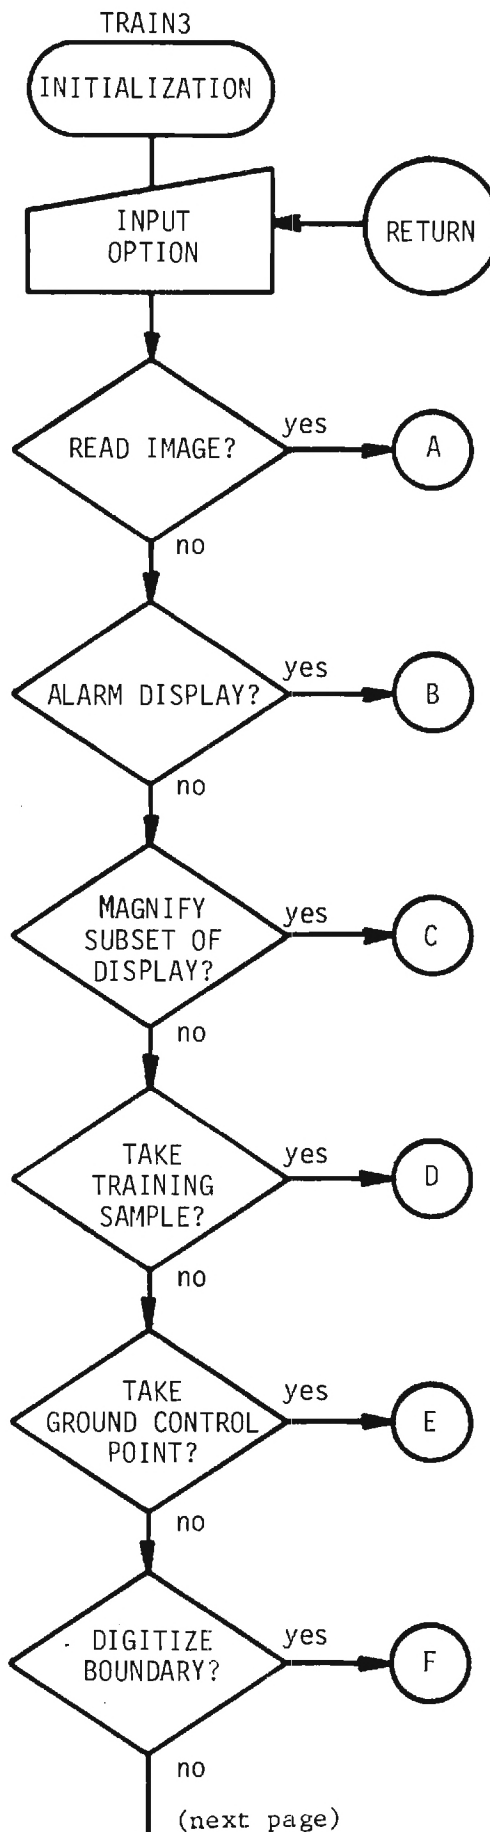 TRAIN3
INITIALIZATION
INPUT
OPTION
RETURN
READ IMAGE?
yes
A
no
ALARM DISPLAY?
yes
B
no
MAGNIFY
SUBSET OF
DISPLAY?
yes
C
no
TAKE
TRAINING
SAMPLE?
yes
D
no
TAKE
GROUND CONTROL
POINT?
yes
E
no
DIGITIZE
BOUNDARY?
yes
F
no
(next page)